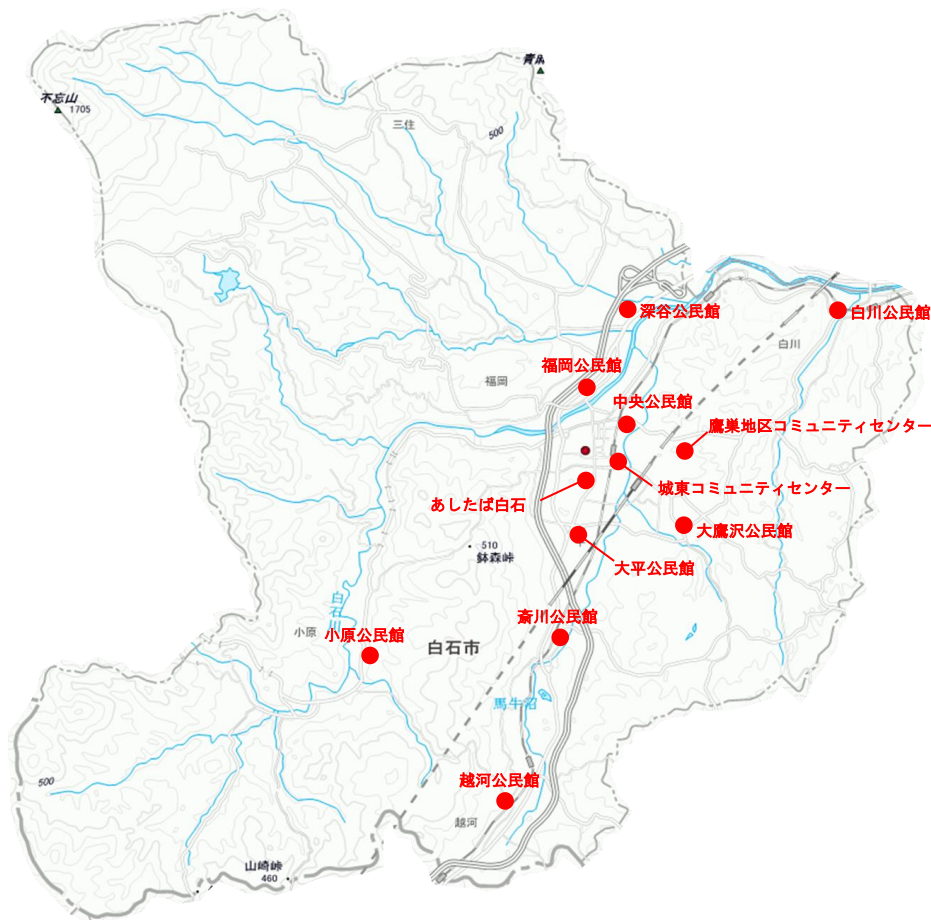 青麻
不忘山
1705
三住
500
深谷公民館
白川公民館
白川
福岡公民館
福岡
中央公民館
鷹巣地区コミュニティセンター
城東コミュニティセンター
あしたば白石
大鷹沢公民館
510
鉢森峠
大平公民館
白石川
斎川公民館
小原
小原公民館
白石市
馬牛沼
500
越河公民館
越河
山崎峠
460